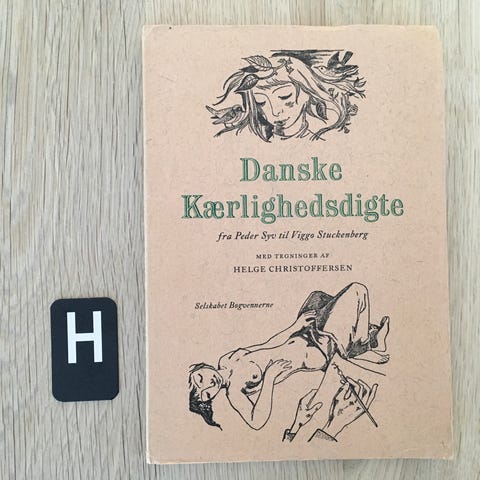 Danske
Kærlighedsdigte
fra Peder Syv til Viggo Stuckenberg
MED TEGNINGER AF
HELGE CHRISTOFFERSEN
Selskabet Bogvennerne
H